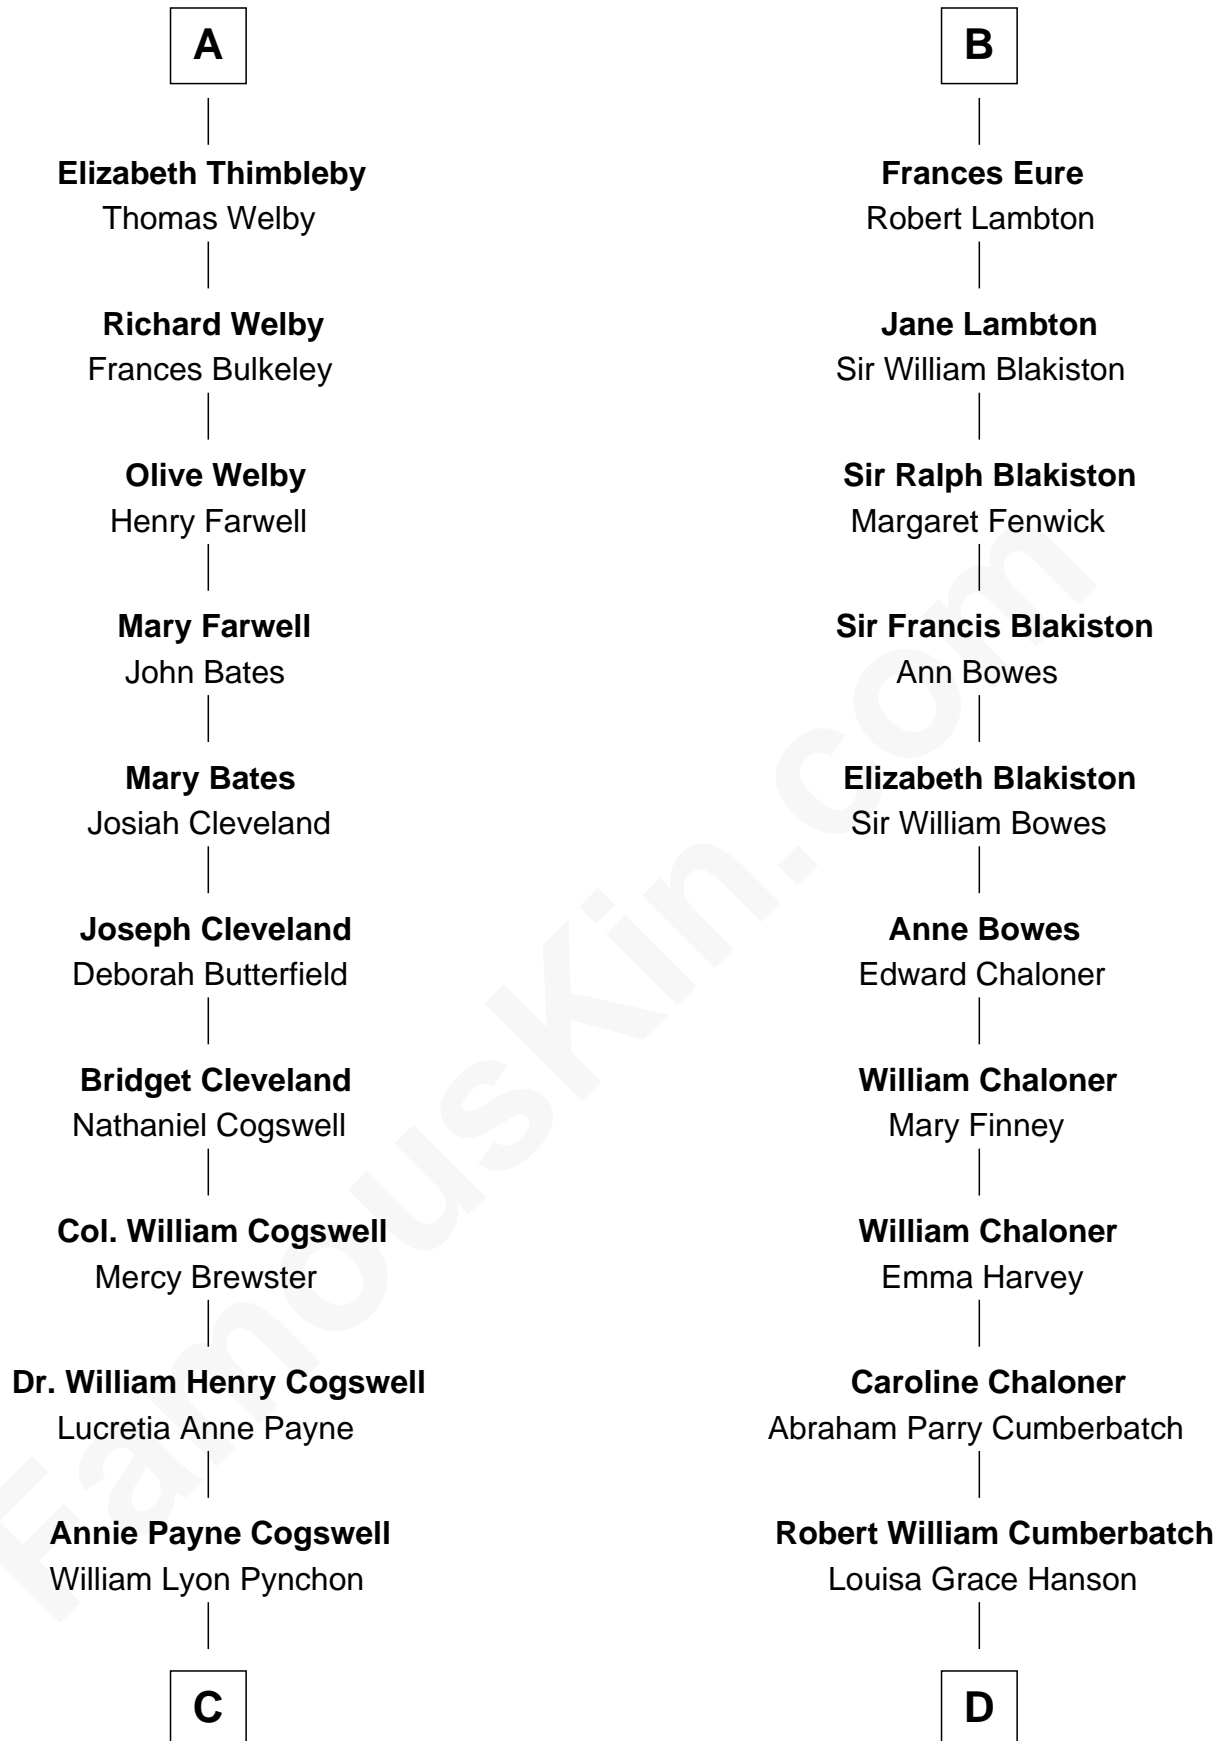 A
Elizabeth Thimbleby
Thomas Welby
Richard Welby
Frances Bulkeley
Olive Welby
Henry Farwell
Mary Farwell
John Bates
Mary Bates
Josiah Cleveland
Joseph Cleveland
Deborah Butterfield
Bridget Cleveland
Nathaniel Cogswell
Col. William Cogswell
Mercy Brewster
Dr. William Henry Cogswell
Lucretia Anne Payne
Annie Payne Cogswell
William Lyon Pynchon
C
B
Frances Eure
Robert Lambton
Jane Lambton
Sir William Blakiston
Sir Ralph Blakiston
Margaret Fenwick
Sir Francis Blakiston
Ann Bowes
Elizabeth Blakiston
Sir William Bowes
Anne Bowes
Edward Chaloner
William Chaloner
Mary Finney
William Chaloner
Emma Harvey
Caroline Chaloner
Abraham Parry Cumberbatch
Robert William Cumberbatch
Louisa Grace Hanson
D
FamousKin.com